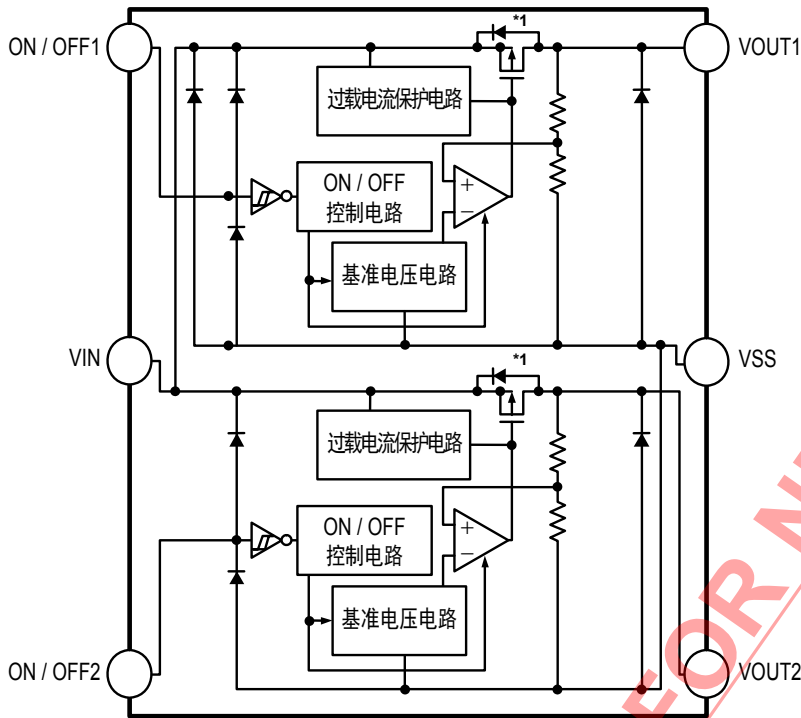 *1
ON / OFF1
VOUT1
过载电流保护电路
ON / OFF
控制电路
+
−
基准电压电路
VIN
*1
VSS
过载电流保护电路
ON / OFF
控制电路
+
−
基准电压电路
ON / OFF2
VOUT2
FOR